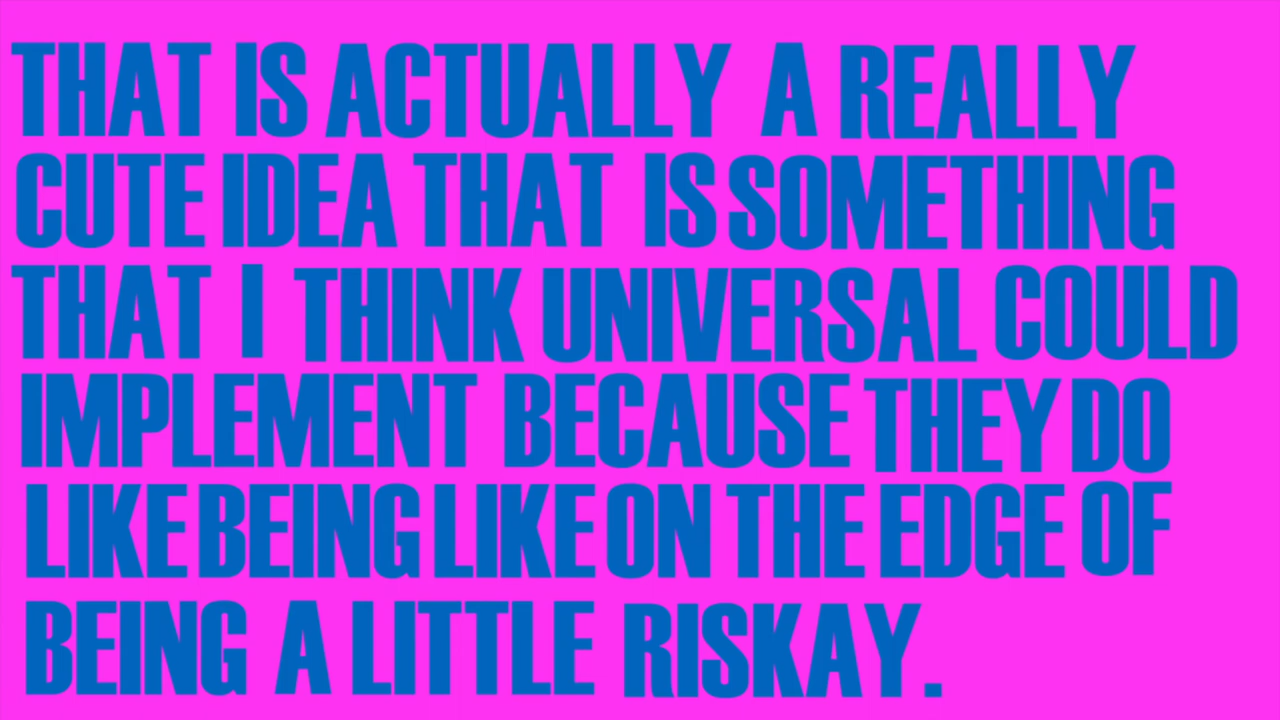 THAT IS ACTUALLY A REALLY
CUTE IDEA THAT IS SOMETHING
THAT I THINK UNIVERSAL COULD
IMPLEMENT BECAUSE THEY DO
LIKE BEING LIKE ON THE EDGE OF
BEING A LITTLE RISKAY.